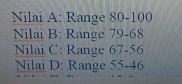 Nilai A: Range 80-100
Nilai B: Range 79-68
Nilai C: Range 67-56
Nilai D: Range 55-46